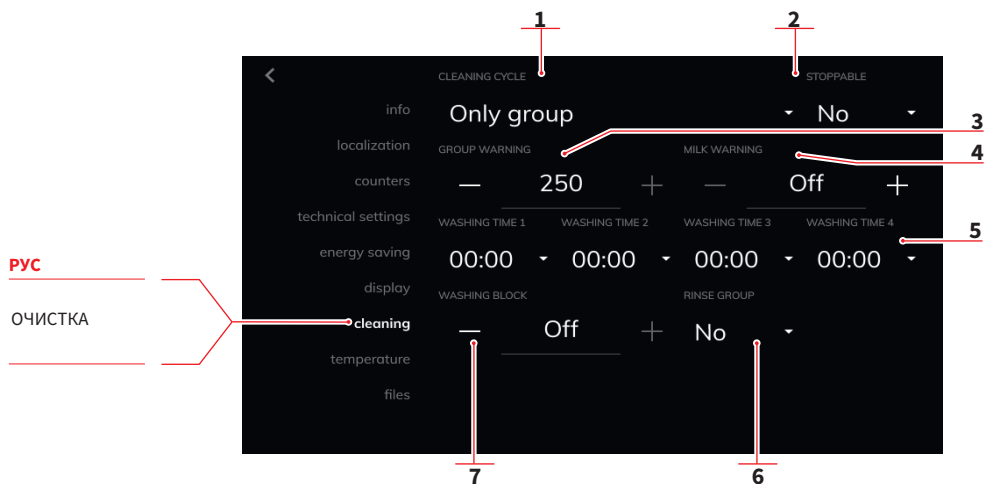 1 2
CLEANING CYCLE STOPPABLE
info Only group No
3
localization GROUP WARNING MILK WARNING 4
counters 250 Off
technical settings WASHING TIME 1 WASHING TIME 2 WASHING TIME 3 WASHING TIME 4 5
energy saving 00:00 00:00 00:00 00:00
РУС
display WASHING BLOCK RINSE GROUP
ОЧИСТКА cleaning Off No
temperature
files
7 6